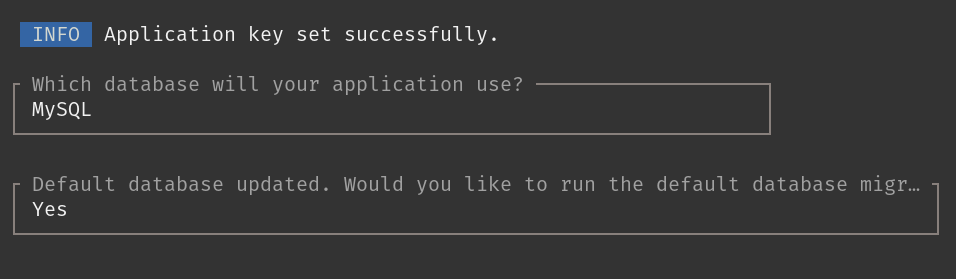 INFO Application key set successfully.
Which database will your application use?
MySQL
Default database updated. Would you like to run the default database migr…
Yes